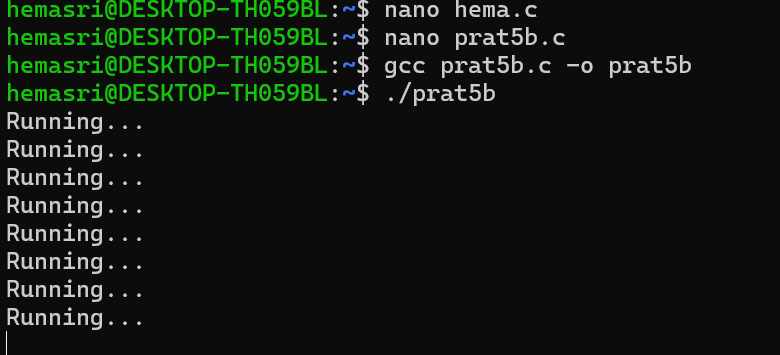 hemasri@DESKTOP-TH059BL:~$ nano hema.c
hemasri@DESKTOP-TH059BL:~$ nano prat5b.c
hemasri@DESKTOP-TH059BL:~$ gcc prat5b.c -o prat5b
hemasri@DESKTOP-TH059BL:~$ ./prat5b
Running...
Running...
Running...
Running...
Running...
Running...
Running...
Running...